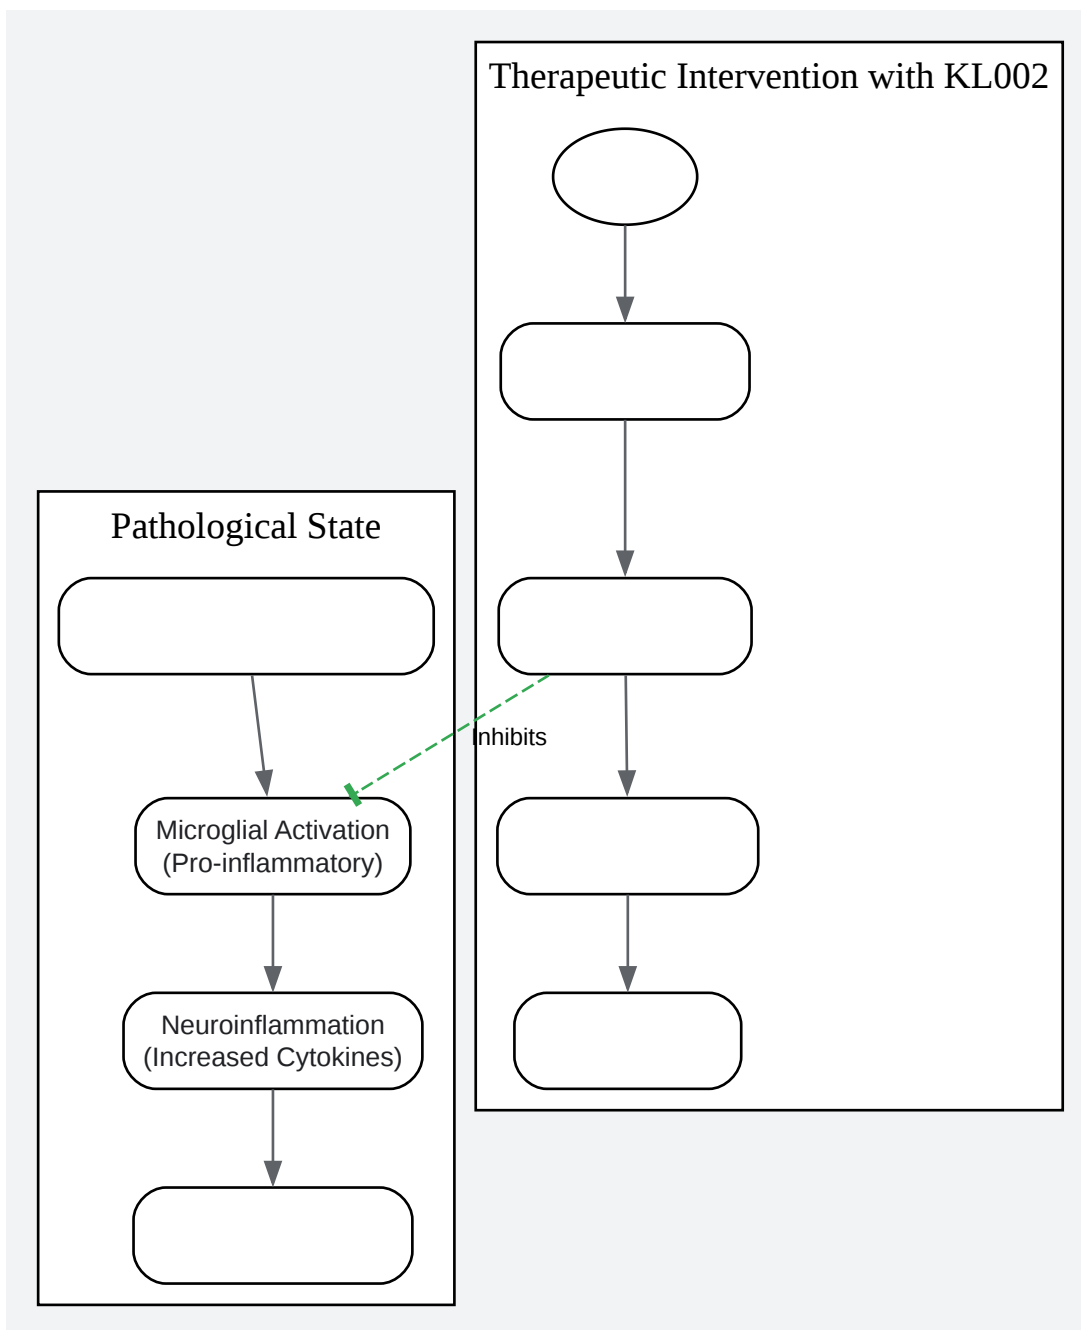 Therapeutic Intervention with KL002
Pathological State
Inhibits
Microglial Activation
(Pro-inflammatory)
Neuroinflammation
(Increased Cytokines)